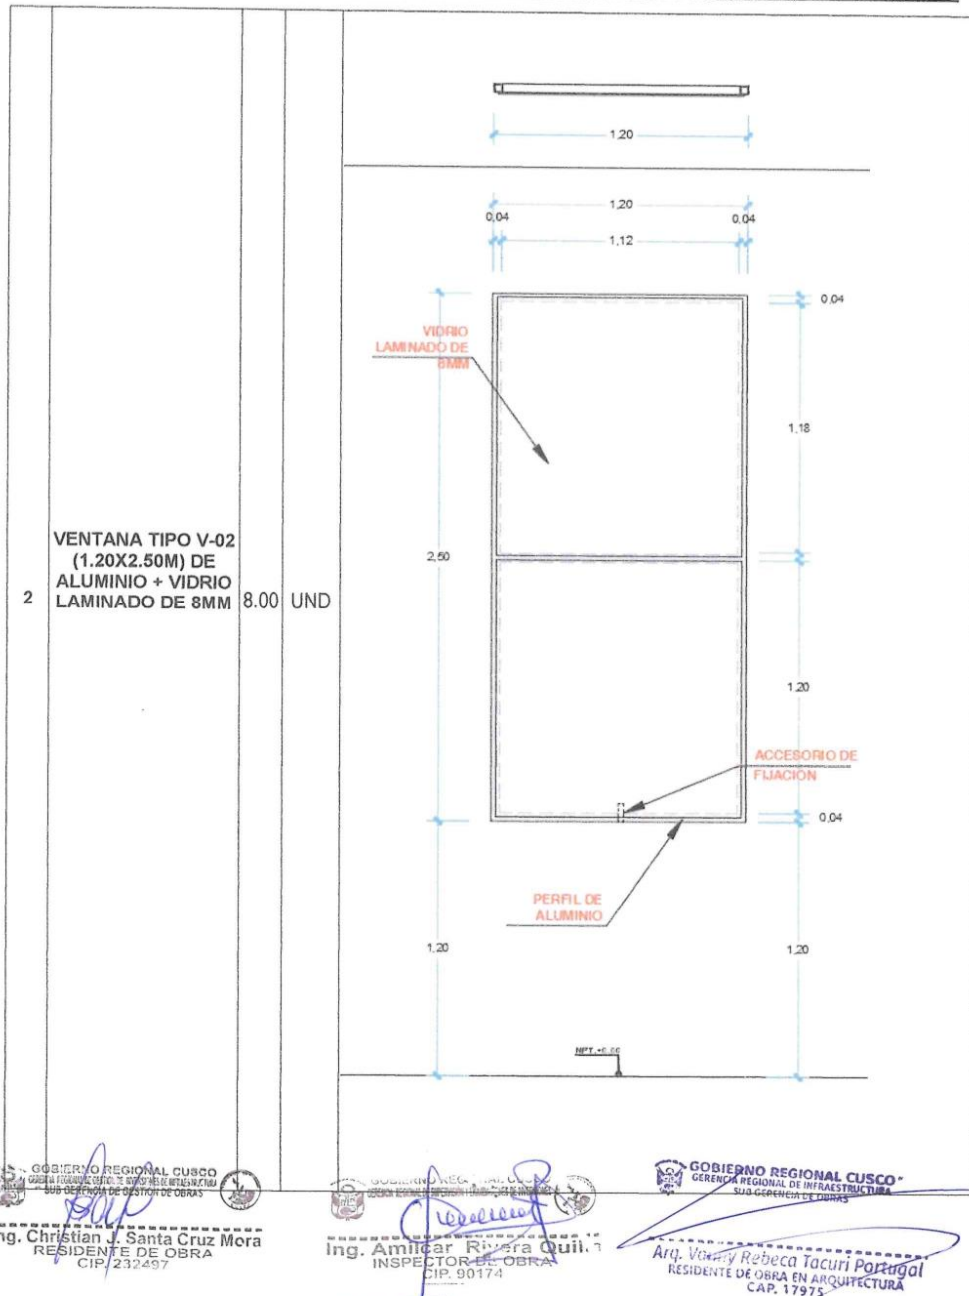 1,20
1,20
0,04
0,04
1,12
0,04
VIDRIO
LAMINADO DE
8MM
1,18
2,50
VENTANA TIPO V-02
(1.20X2.50M) DE
ALUMINIO + VIDRIO
LAMINADO DE 8MM
2
8.00
UND
1,20
ACCESORIO DE
FIJACIÓN
0,04
PERFIL DE
ALUMINIO
1,20
1,20
GOBIERNO REGIONAL CUSCO
SUB GERENCIA DE GESTIÓN DE OBRAS
ng. Christian J. Santa Cruz Mora
RESIDENTE DE OBRA
CIP. 232497
Ing. Amilcar Rivera
INSPECTOR DE OBRA
CIP. 90174
GOBIERNO REGIONAL CUSCO
GERENCIA REGIONAL DE INFRAESTRUCTURA
SUB GERENCIA DE OBRAS
Arq. Rebeca Tacuri Portugal
RESIDENTE DE OBRA EN ARQUITECTURA
CAP. 17975